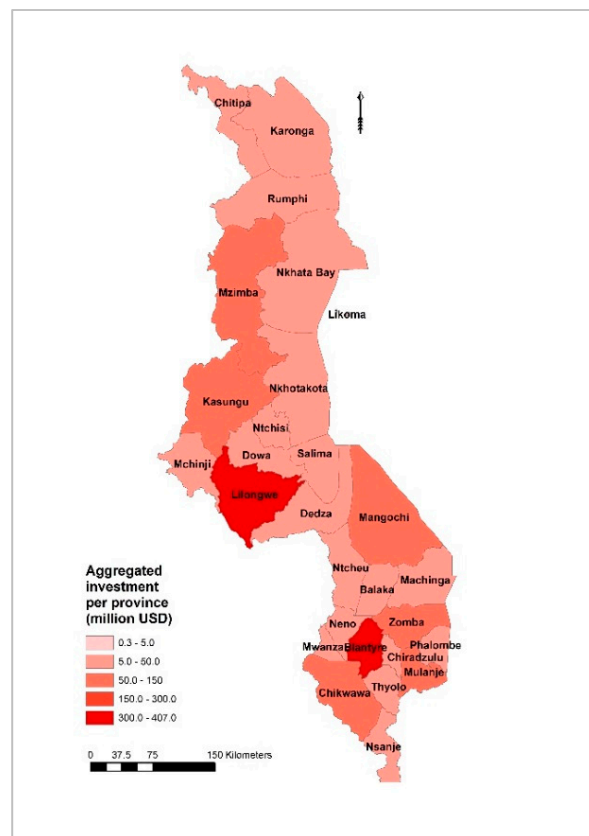 Chitipa
Karonga
Rumphi
Nkhata Bay
Mzimba
Likoma
Nkhotakota
Kasungu
Ntchisi
Dowa
Salima
Mchinji
Lilongwe
Dedza
Mangochi
Ntcheu
Machinga
Balaka
Neno
Zomba
Mwanza
Blantyre
Phalombe
Chiradzulu
Mulanje
Chikwawa
Thyolo
Nsanje
Aggregated
investment
per province
(million USD)
0.3 - 5.0
5.0 - 50.0
50.0 - 150
150.0 - 300.0
300.0 - 407.0
0 37.5 75 150 Kilometers